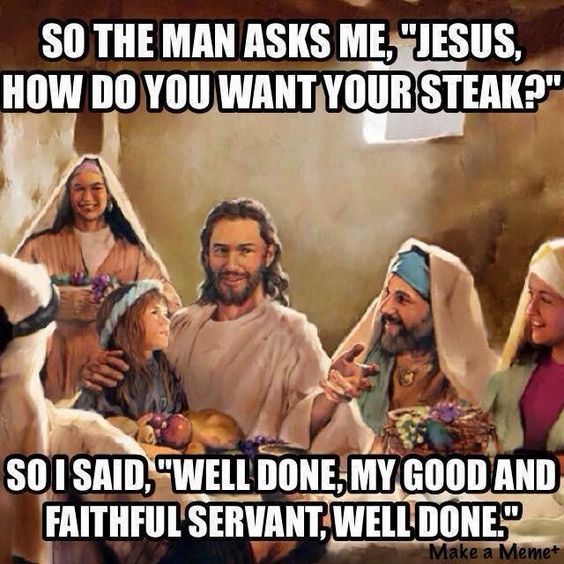 SO THE MAN ASKS ME, "JESUS,
HOW DO YOU WANT YOUR STEAK?"
SO I SAID, "WELL DONE, MY GOOD AND
FAITHFUL SERVANT, WELL DONE."
Make a Meme+